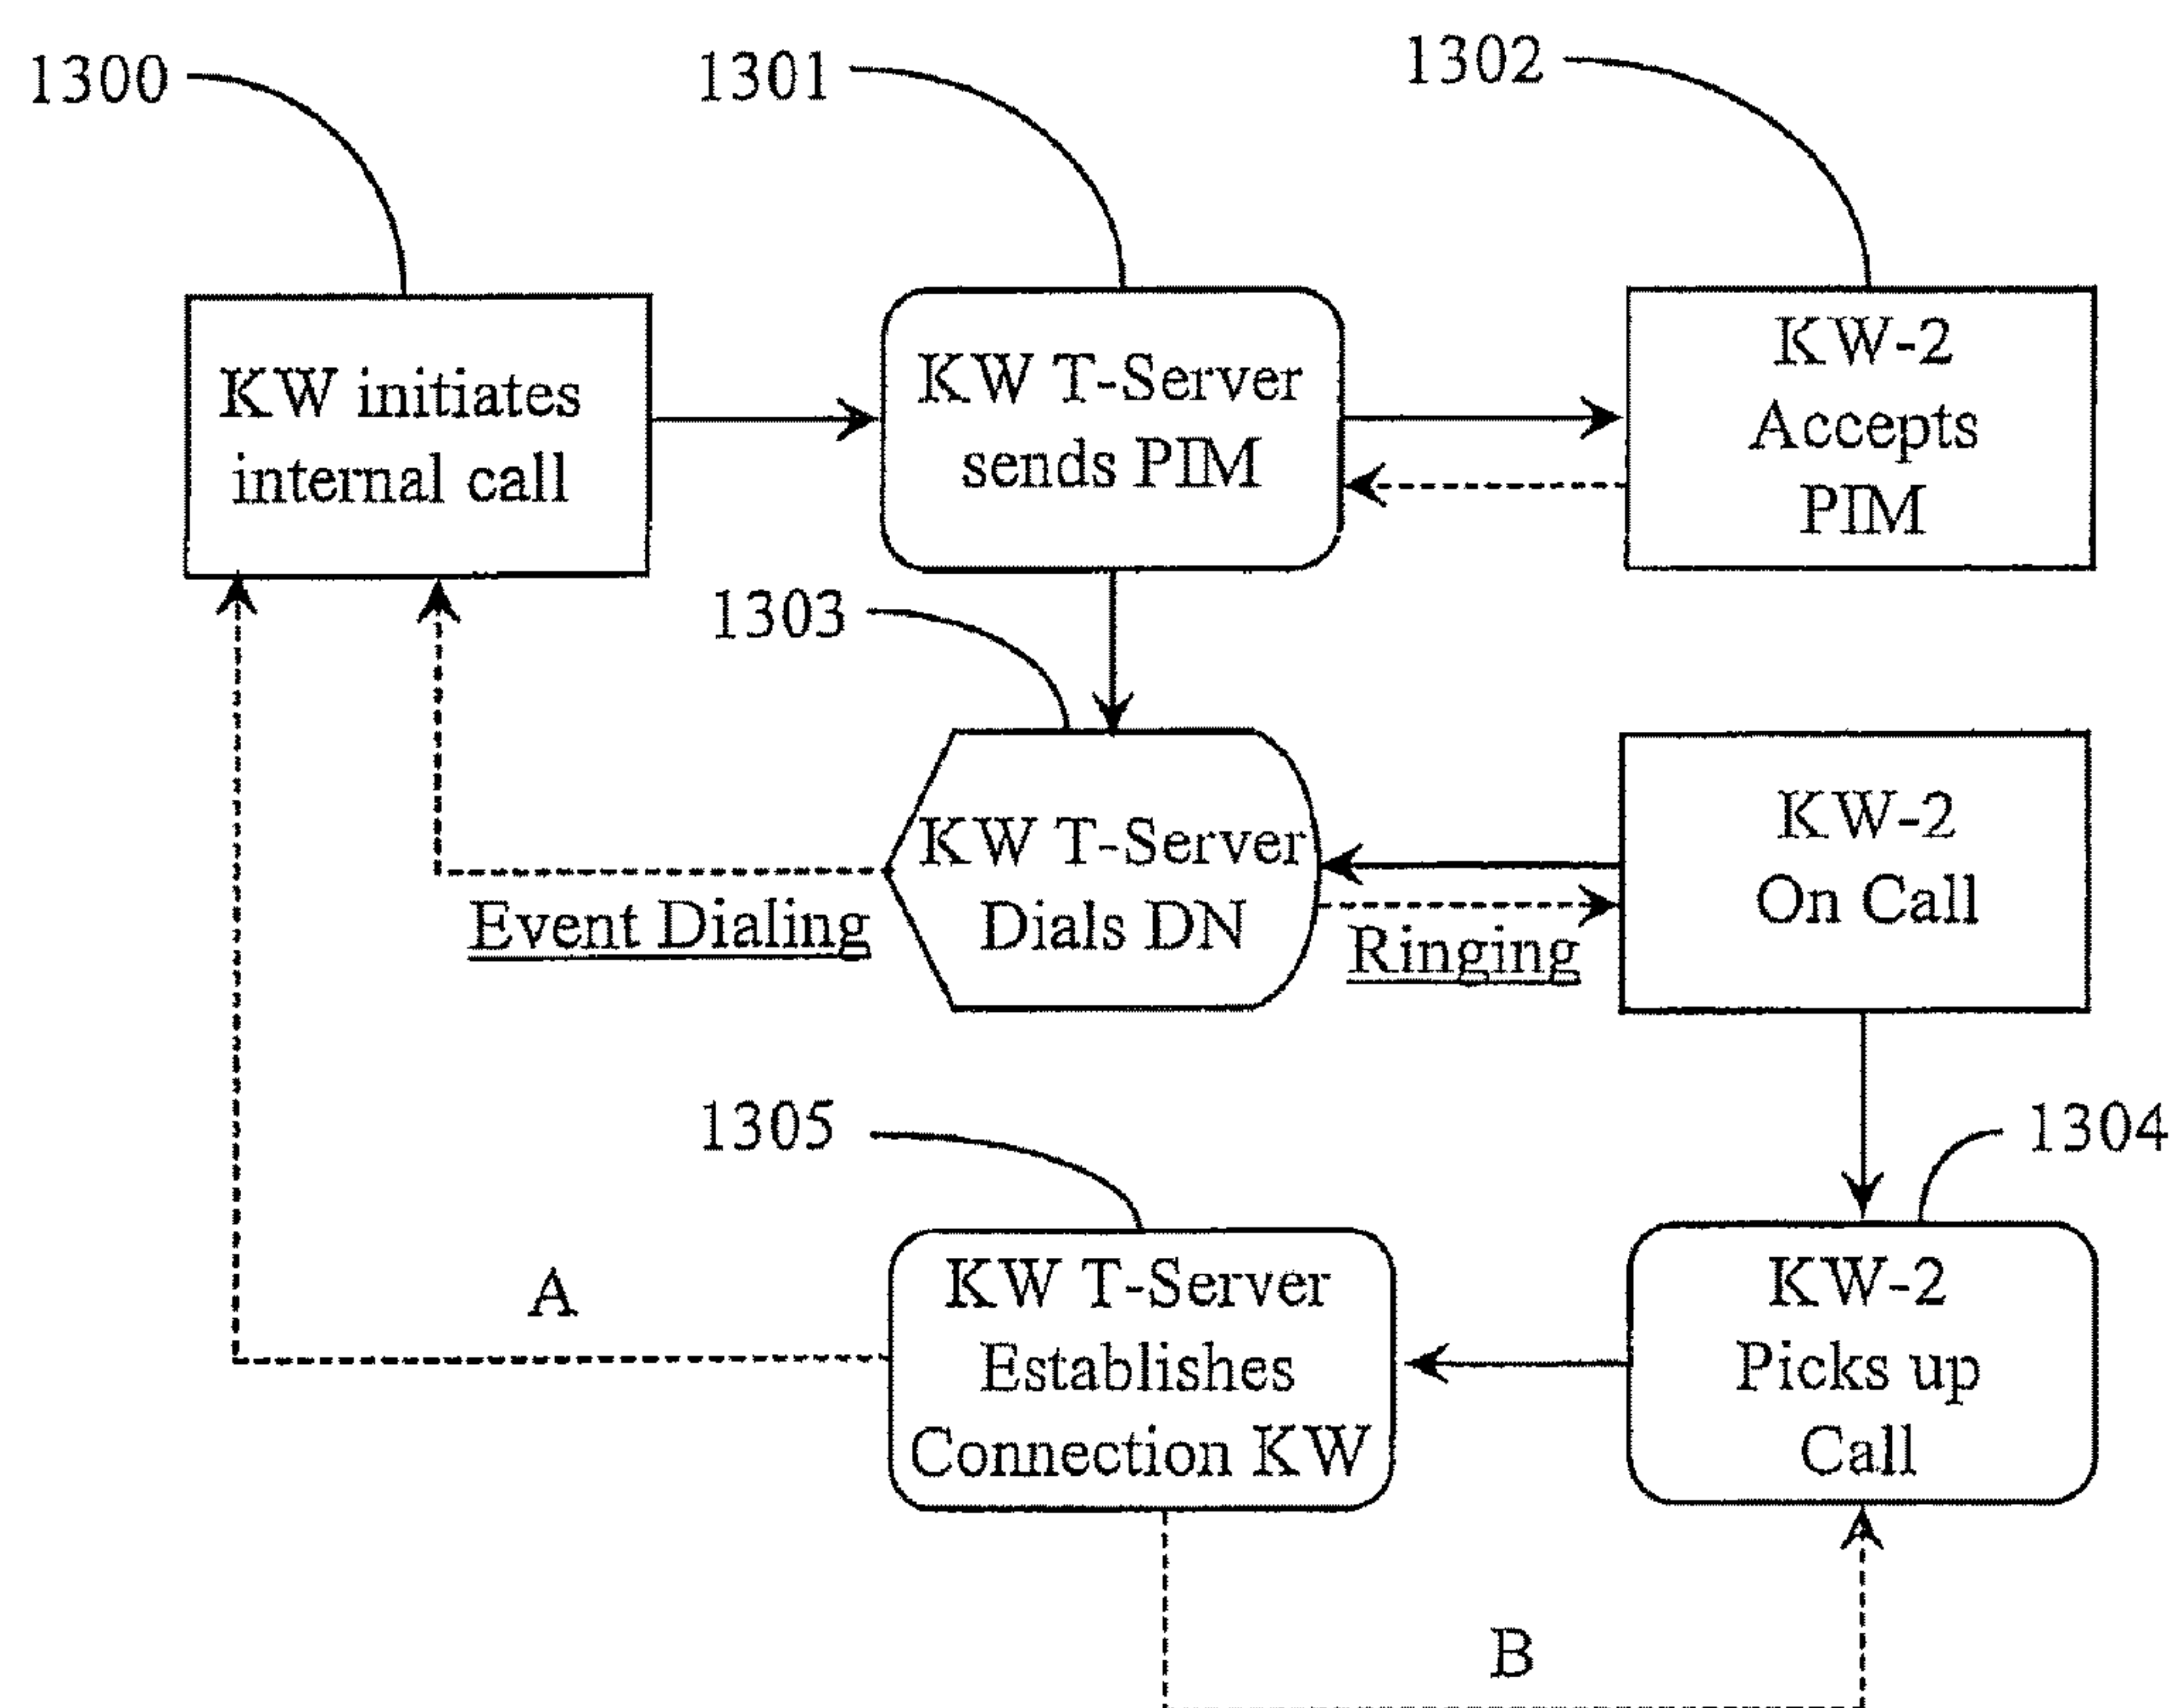 1300
1301
1302
KW initiates
internal call
KW T-Server
sends PIM
KW-2
Accepts
PIM
1303
KW T-Server
Dials DN
KW-2
On Call
Event Dialing
Ringing
1305
1304
A
KW T-Server
Establishes
Connection KW
KW-2
Picks up
Call
B